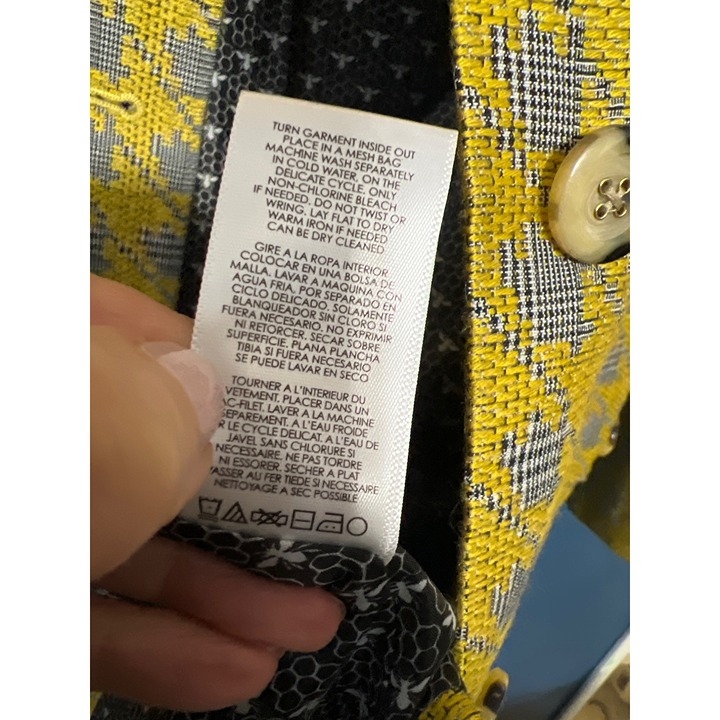 TURN GARMENT INSIDE OUT
PLACE IN A MESH BAG
MACHINE WASH SEPARATELY
IN COLD WATER, ON THE
DELICATE CYCLE. ONLY
NON-CHLORINE BLEACH
IF NEEDED. DO NOT TWIST OR
WRING. LAY FLAT TO DRY
WARM IRON IF NEEDED
CAN BE DRY CLEANED
GIRE A LA ROPA INTERIOR
COLOCAR EN UNA BOLSA DE
MALLA. LAVAR A MAQUINA CON
AGUA FRIA, POR SEPARADO EN
CICLO DELICADO. SOLAMENTE
BLANQUEADOR SIN CLORO SI
FUERA NECESARIO. NO EXPRIMIR
NI RETORCER. SECAR SOBRE
SUPERFICIE. PLANA PLANCHA
TIBIA SI FUERA NECESARIO
SE PUEDE LAVAR EN SECO
TOURNER A L'INTERIEUR DU
VETEMENT. PLACER DANS UN
AC-FILET. LAVER A LA MACHINE
SEPAREMENT. A L'EAU FROIDE
LE CYCLE DELICAT. A L'EAU DE
JAVEL SANS CHLORURE SI
NECESSAIRE. NE PAS TORDRE
NI ESSORER. SECHER A PLAT
ASSER AU FER TIEDE SI NECESSAIRE
NETTOYAGE A SEC POSSIBLE